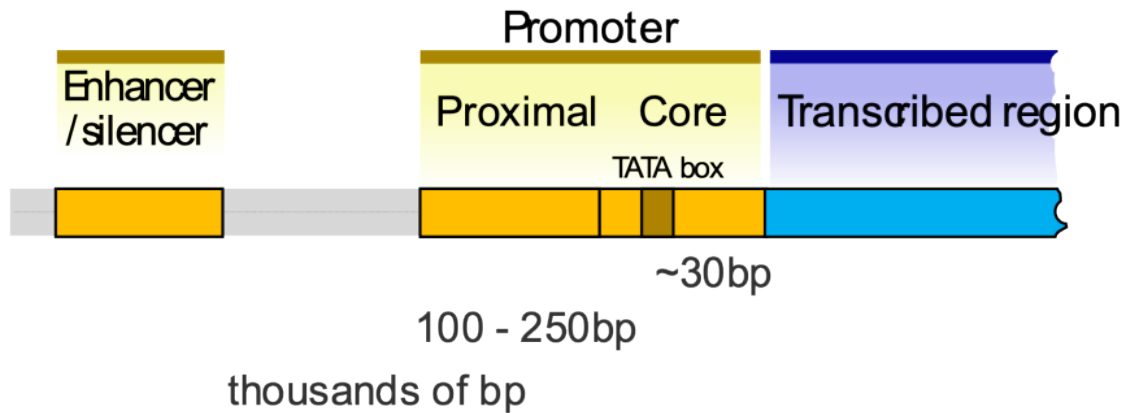 Promoter
Enhancer
/silencer
Proximal
Core
Transcribed region
TATA box
~30bp
100 - 250bp
thousands of bp